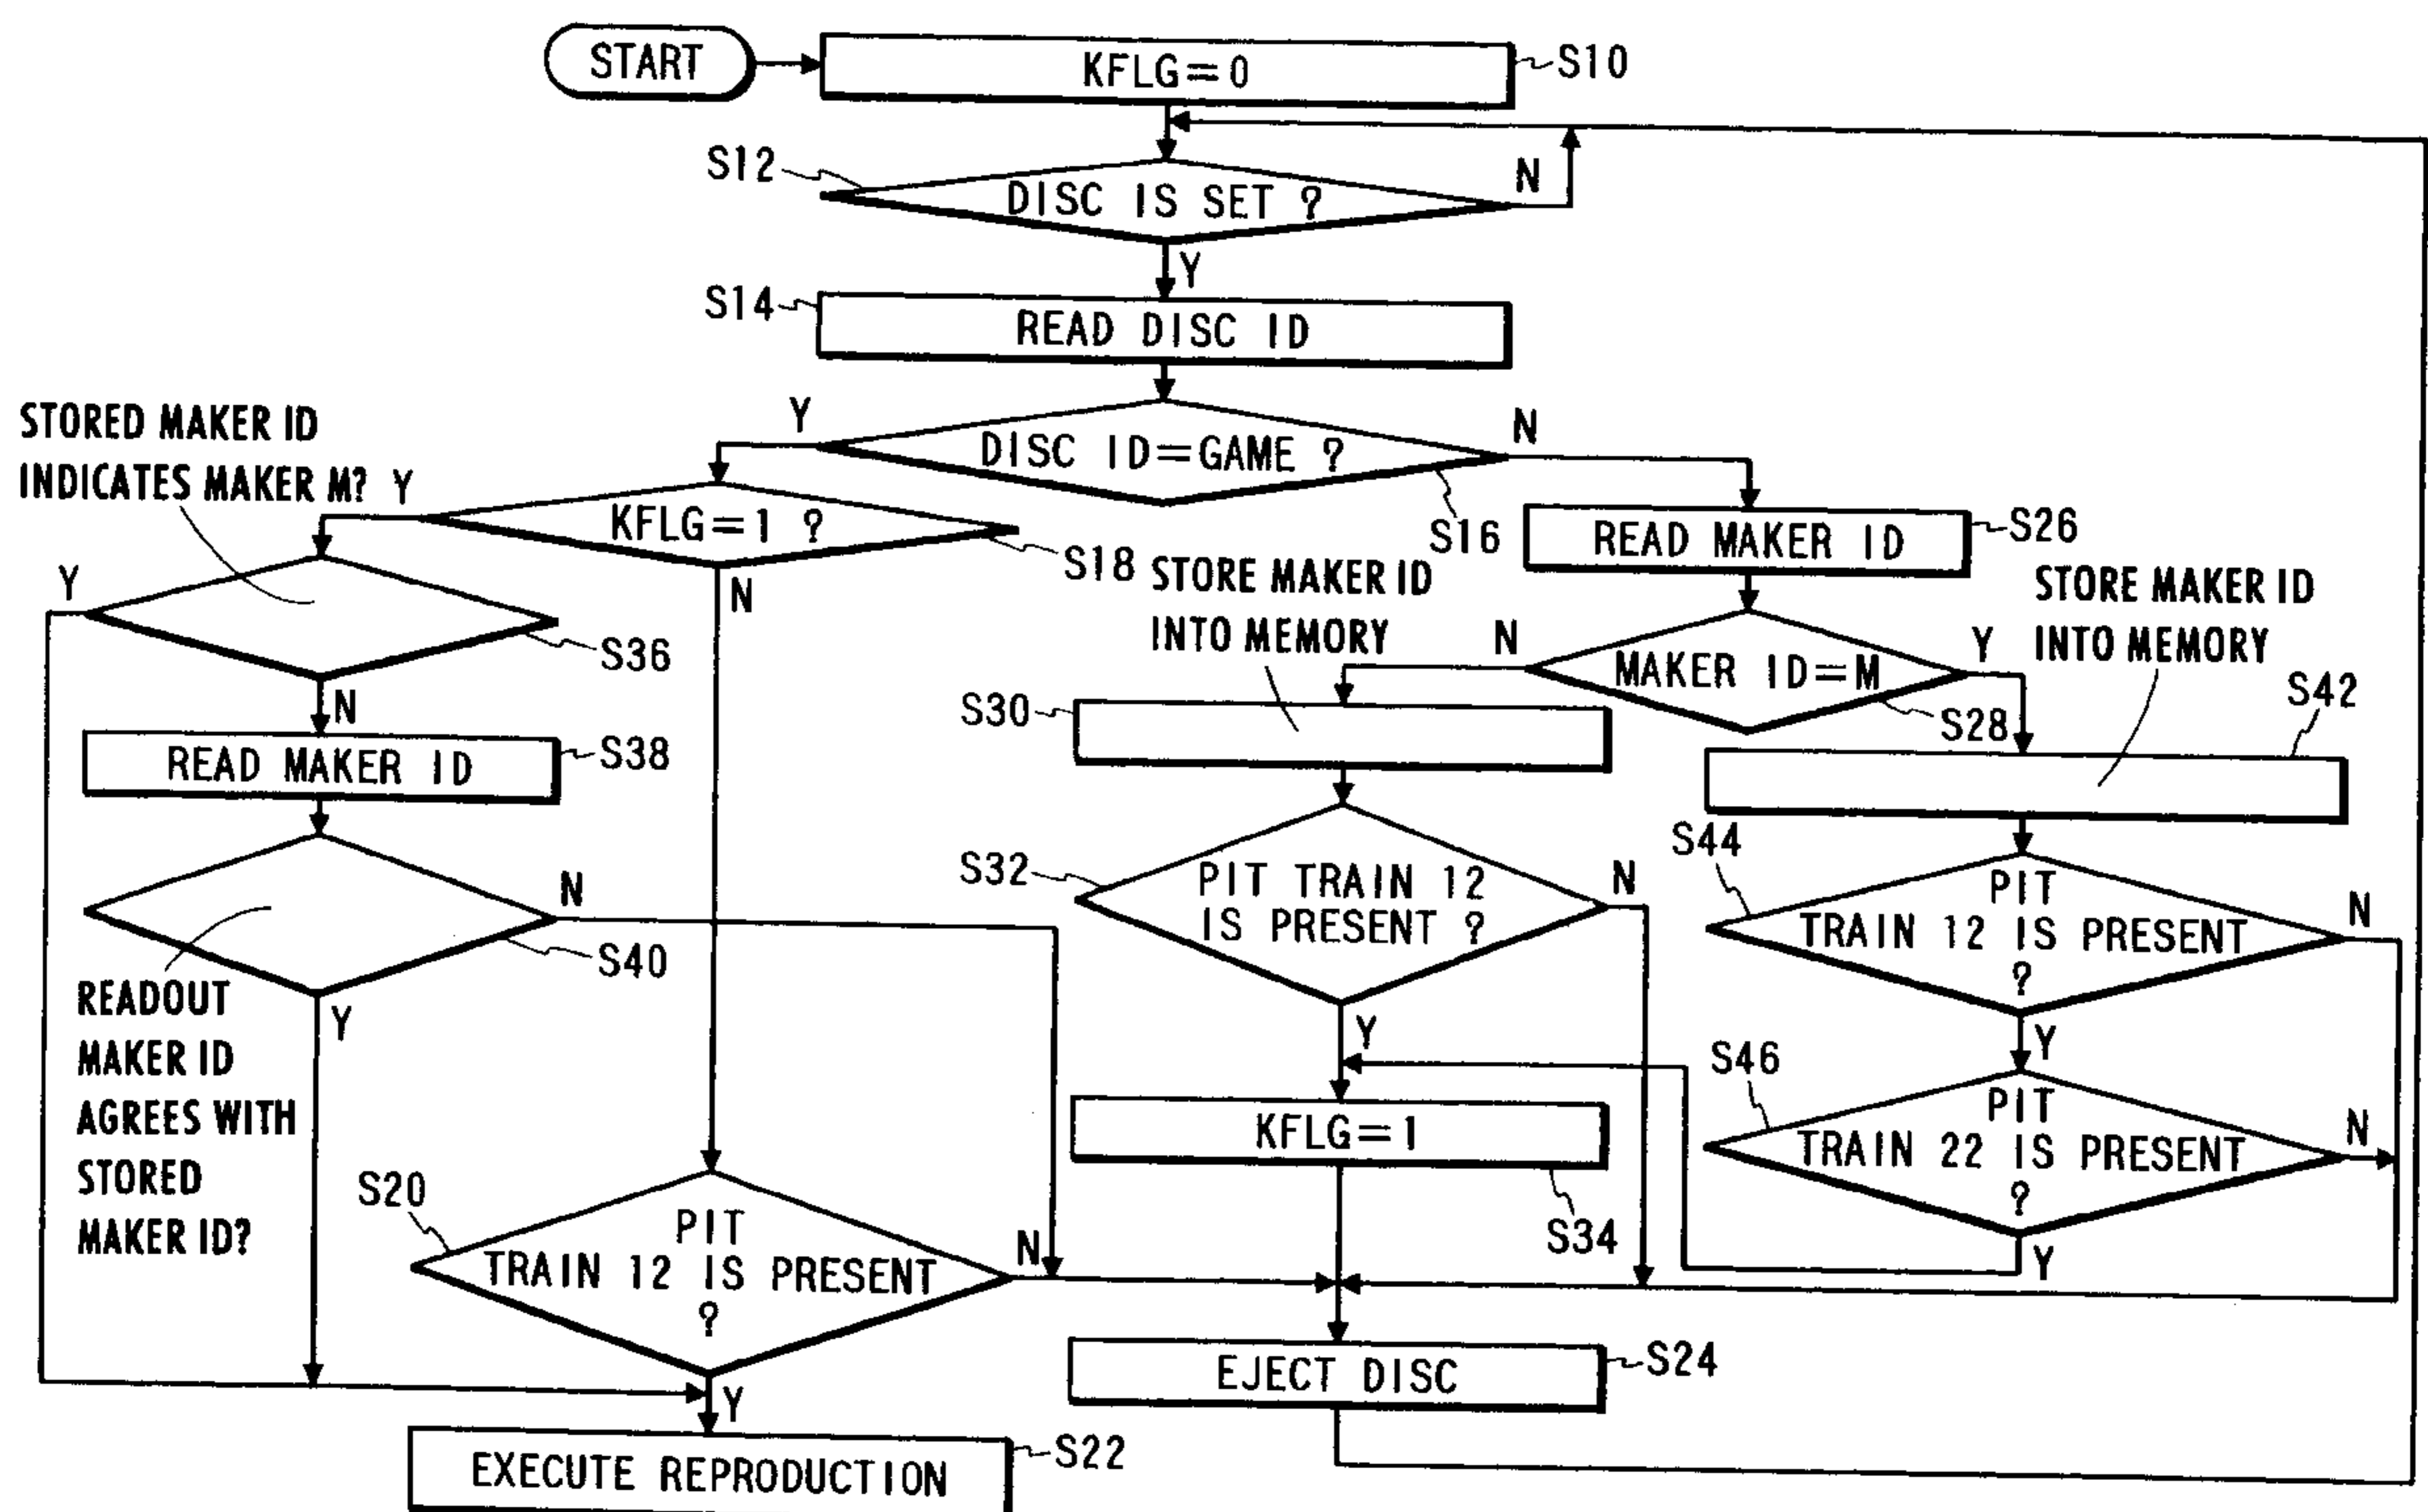 START
KFLG=0
S10
S12
DISC IS SET ?
N
Y
S14
READ DISC ID
STORED MAKER ID
INDICATES MAKER M?
Y
Y
DISC ID=GAME ?
N
S16
KFLG=1 ?
S18
N
READ MAKER ID
S26
STORE MAKER ID
INTO MEMORY
STORE MAKER ID
INTO MEMORY
Y
S36
N
N
MAKER ID=M
Y
S28
S30
S42
READ MAKER ID
S38
S32
PIT TRAIN 12
IS PRESENT ?
N
Y
S44
PIT
TRAIN 12 IS PRESENT
?
N
Y
N
S40
READOUT
MAKER ID
AGREES WITH
STORED
MAKER ID?
Y
S46
PIT
TRAIN 22 IS PRESENT
?
N
Y
KFLG=1
S34
S20
PIT
TRAIN 12 IS PRESENT
?
N
Y
EJECT DISC
S24
EXECUTE REPRODUCTION
S22